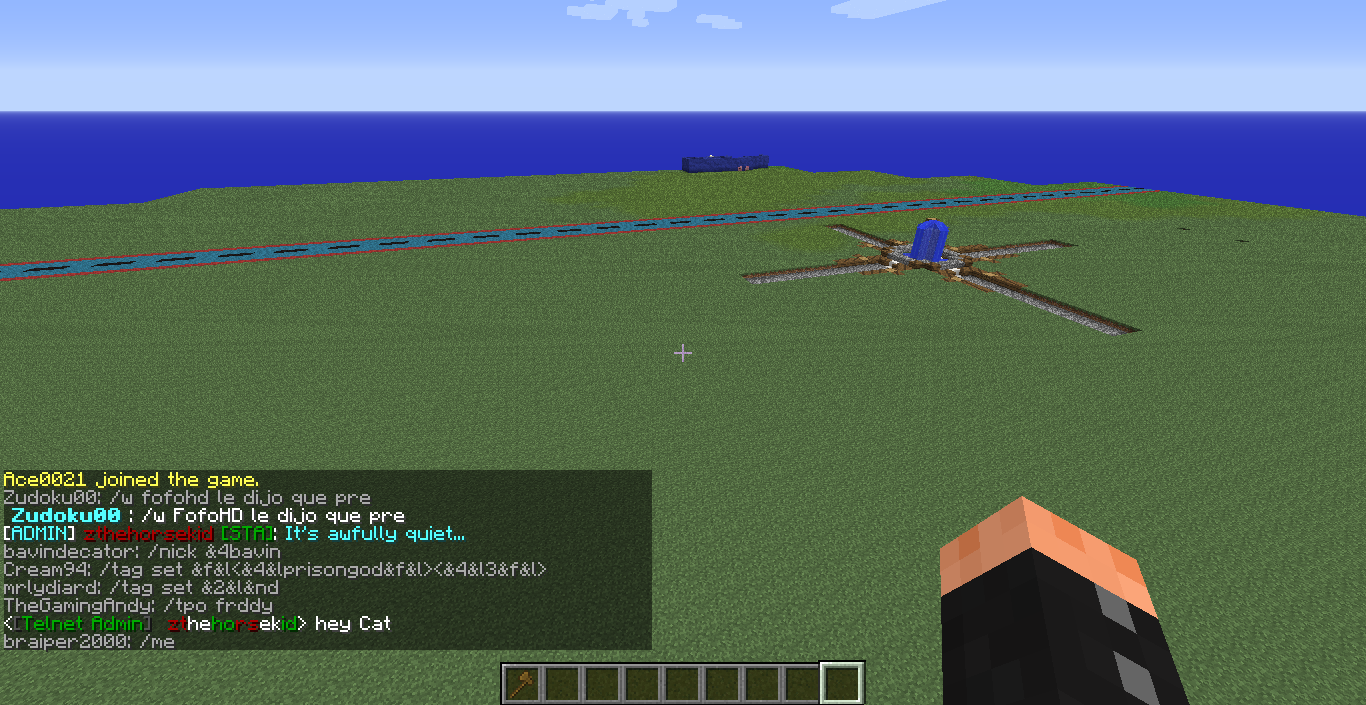 Ace0021 joined the game.
Zudoku00: /w fofohd le dijo que pre
Zudoku00 : /w FofoHD le dijo que pre
[ADMIN] zthehorsekid [STA]: It's awfully quiet...
bavindecator: /nick &4bavin
Cream94: /tag set &f&l<&4&lprisongod&f&l><&4&l3&f&l>
mrlydiard: /tag set &2&l&nd
TheGamingAndy: /tpo frddy
<[Telnet Admin] zthehorsekid> hey Cat
braiper2000: /me